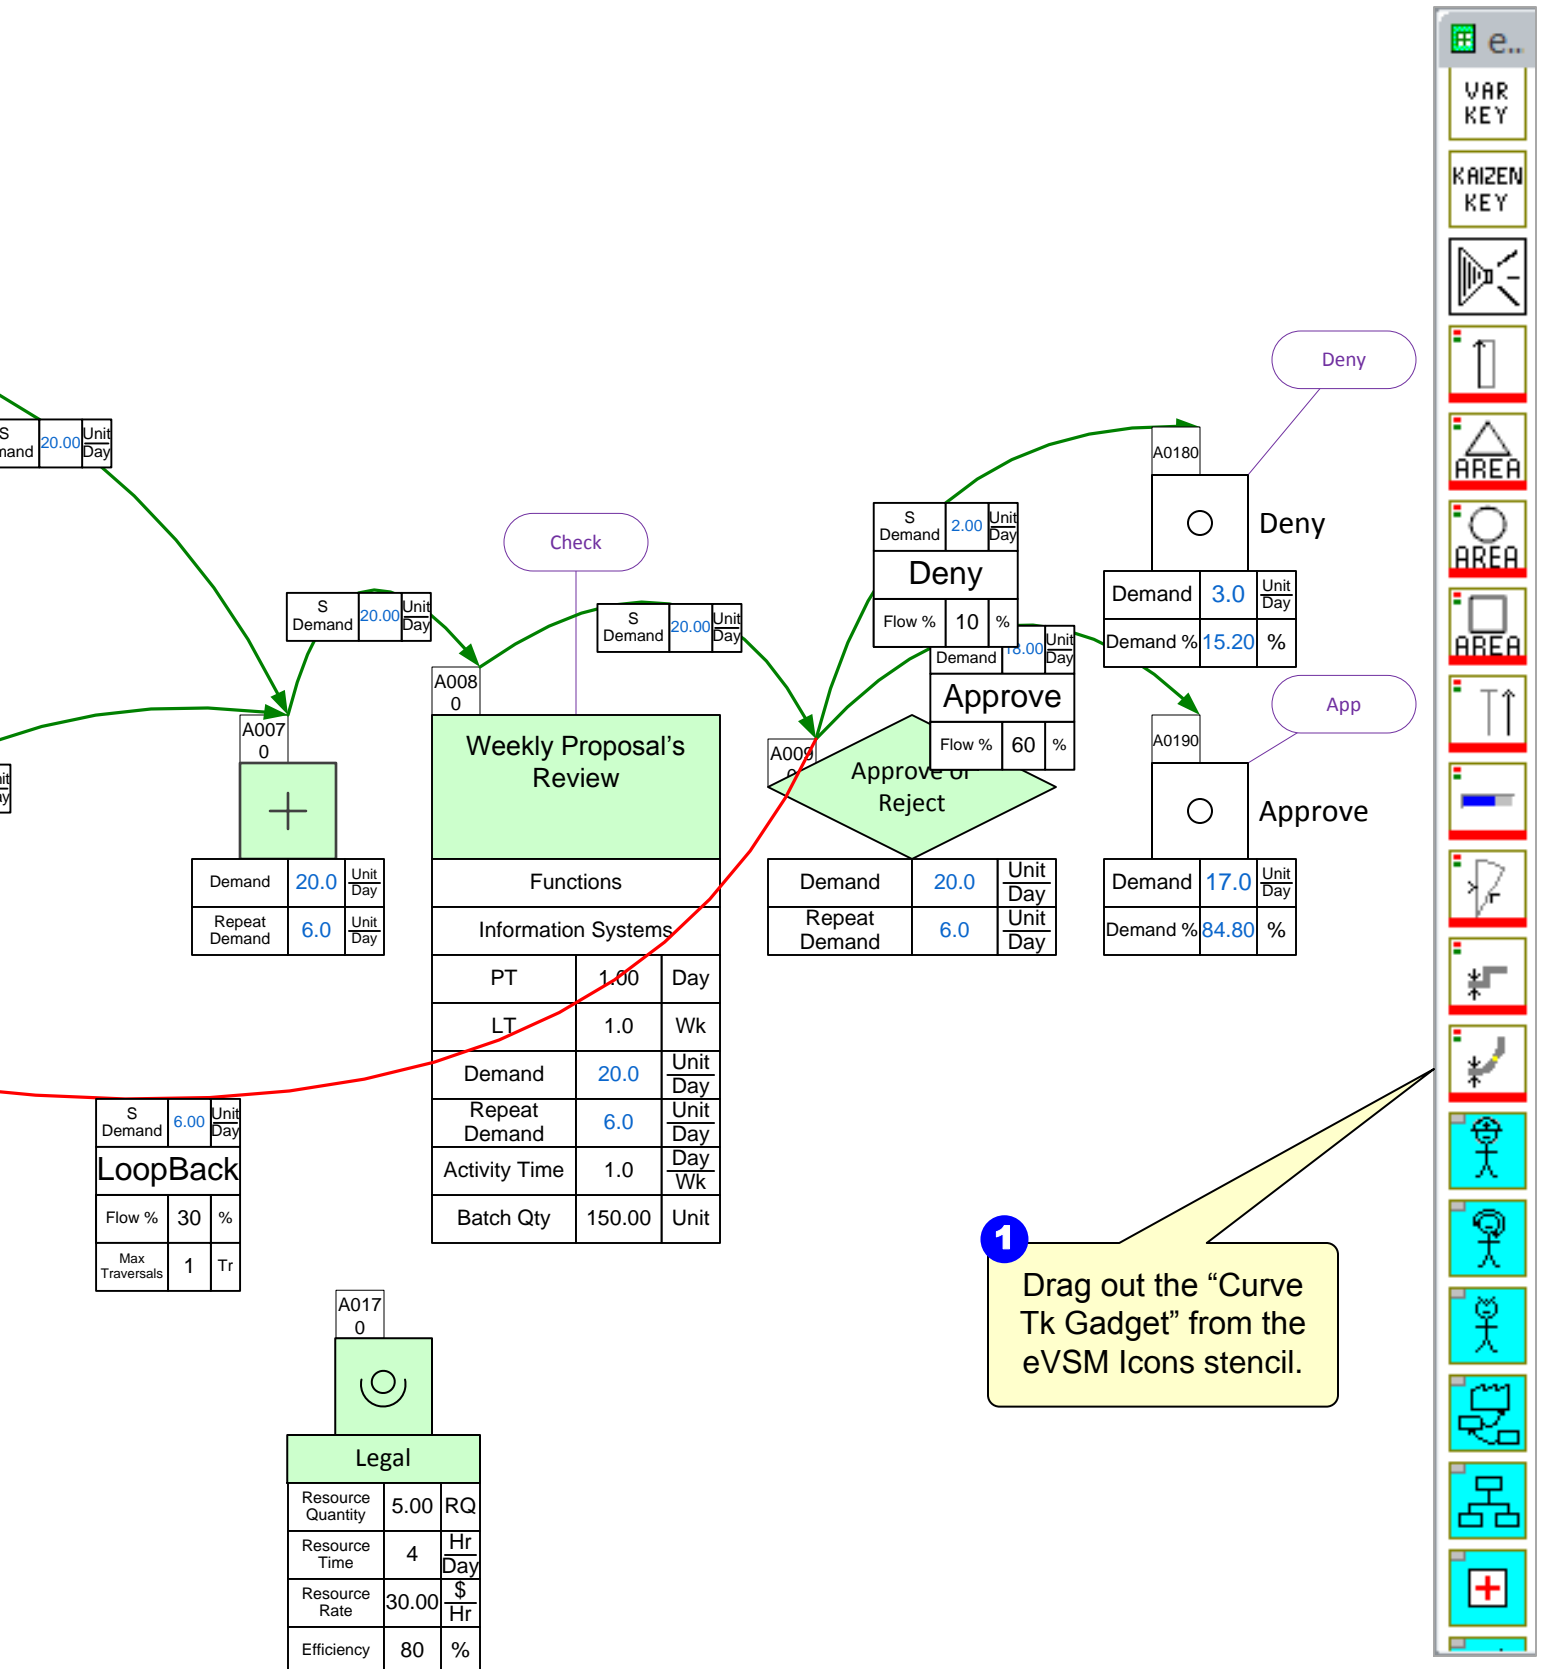 e..
VAR
KEY
KAIZEN
KEY
AREA
AREA
AREA
Deny
S
20.00
Unit
Day
A0180
Deny
Demand
3.0
Unit
Day
Demand %
15.20
%
Check
S
Demand
2.00
Unit
Day
Deny
Flow %
10
%
S
Demand
20.00
Unit
Day
S
Demand
20.00
Unit
Day
Demand
18.00
Unit
Day
Approve
Flow %
60
%
App
A008
0
A007
0
Demand
20.0
Unit
Day
Repeat
Demand
6.0
Unit
Day
Weekly Proposal’s
Review
Functions
Information Systems
PT
1.00
Day
LT
1.0
Wk
Demand
20.0
Unit
Day
Repeat
Demand
6.0
Unit
Day
Activity Time
1.0
Day
Wk
Batch Qty
150.00
Unit
A009
0
Approve or
Reject
Demand
20.0
Unit
Day
Repeat
Demand
6.0
Unit
Day
A0190
Approve
Demand
17.0
Unit
Day
Demand %
84.80
%
S
Demand
6.00
Unit
Day
LoopBack
Flow %
30
%
Max
Traversals
1
Tr
1
Drag out the “Curve
Tk Gadget” from the
eVSM Icons stencil.
A017
0
Legal
Resource
Quantity
5.00
RQ
Resource
Time
4
Hr
Day
Resource
Rate
30.00
$
Hr
Efficiency
80
%